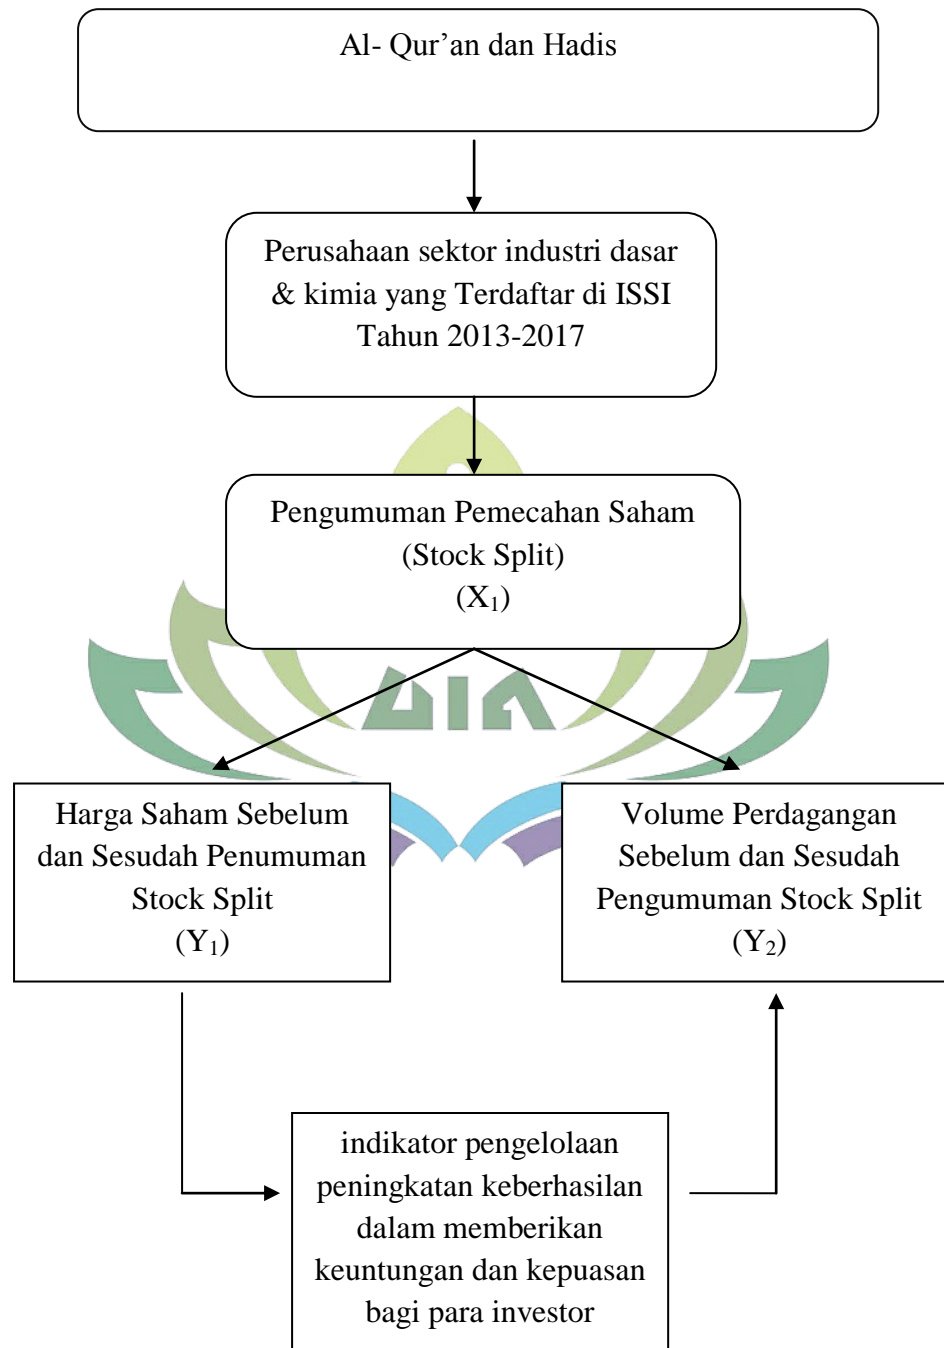 Al- Qur’an dan Hadis
Perusahaan sektor industri dasar
& kimia yang Terdaftar di ISSI
Tahun 2013-2017
Pengumuman Pemecahan Saham
(Stock Split)
(X₁)
Harga Saham Sebelum
dan Sesudah Penumuman
Stock Split
(Y₁)
Volume Perdagangan
Sebelum dan Sesudah
Pengumuman Stock Split
(Y₂)
indikator pengelolaan
peningkatan keberhasilan
dalam memberikan
keuntungan dan kepuasan
bagi para investor